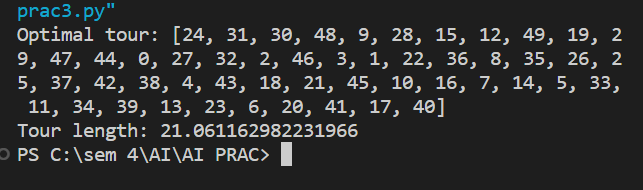 prac3.py"
Optimal tour: [24, 31, 30, 48, 9, 28, 15, 12, 49, 19, 2
9, 47, 44, 0, 27, 32, 2, 46, 3, 1, 22, 36, 8, 35, 26, 2
5, 37, 42, 38, 4, 43, 18, 21, 45, 10, 16, 7, 14, 5, 33,
11, 34, 39, 13, 23, 6, 20, 41, 17, 40]
Tour length: 21.061162982231966
PS C:\sem 4\AI\AI PRAC>